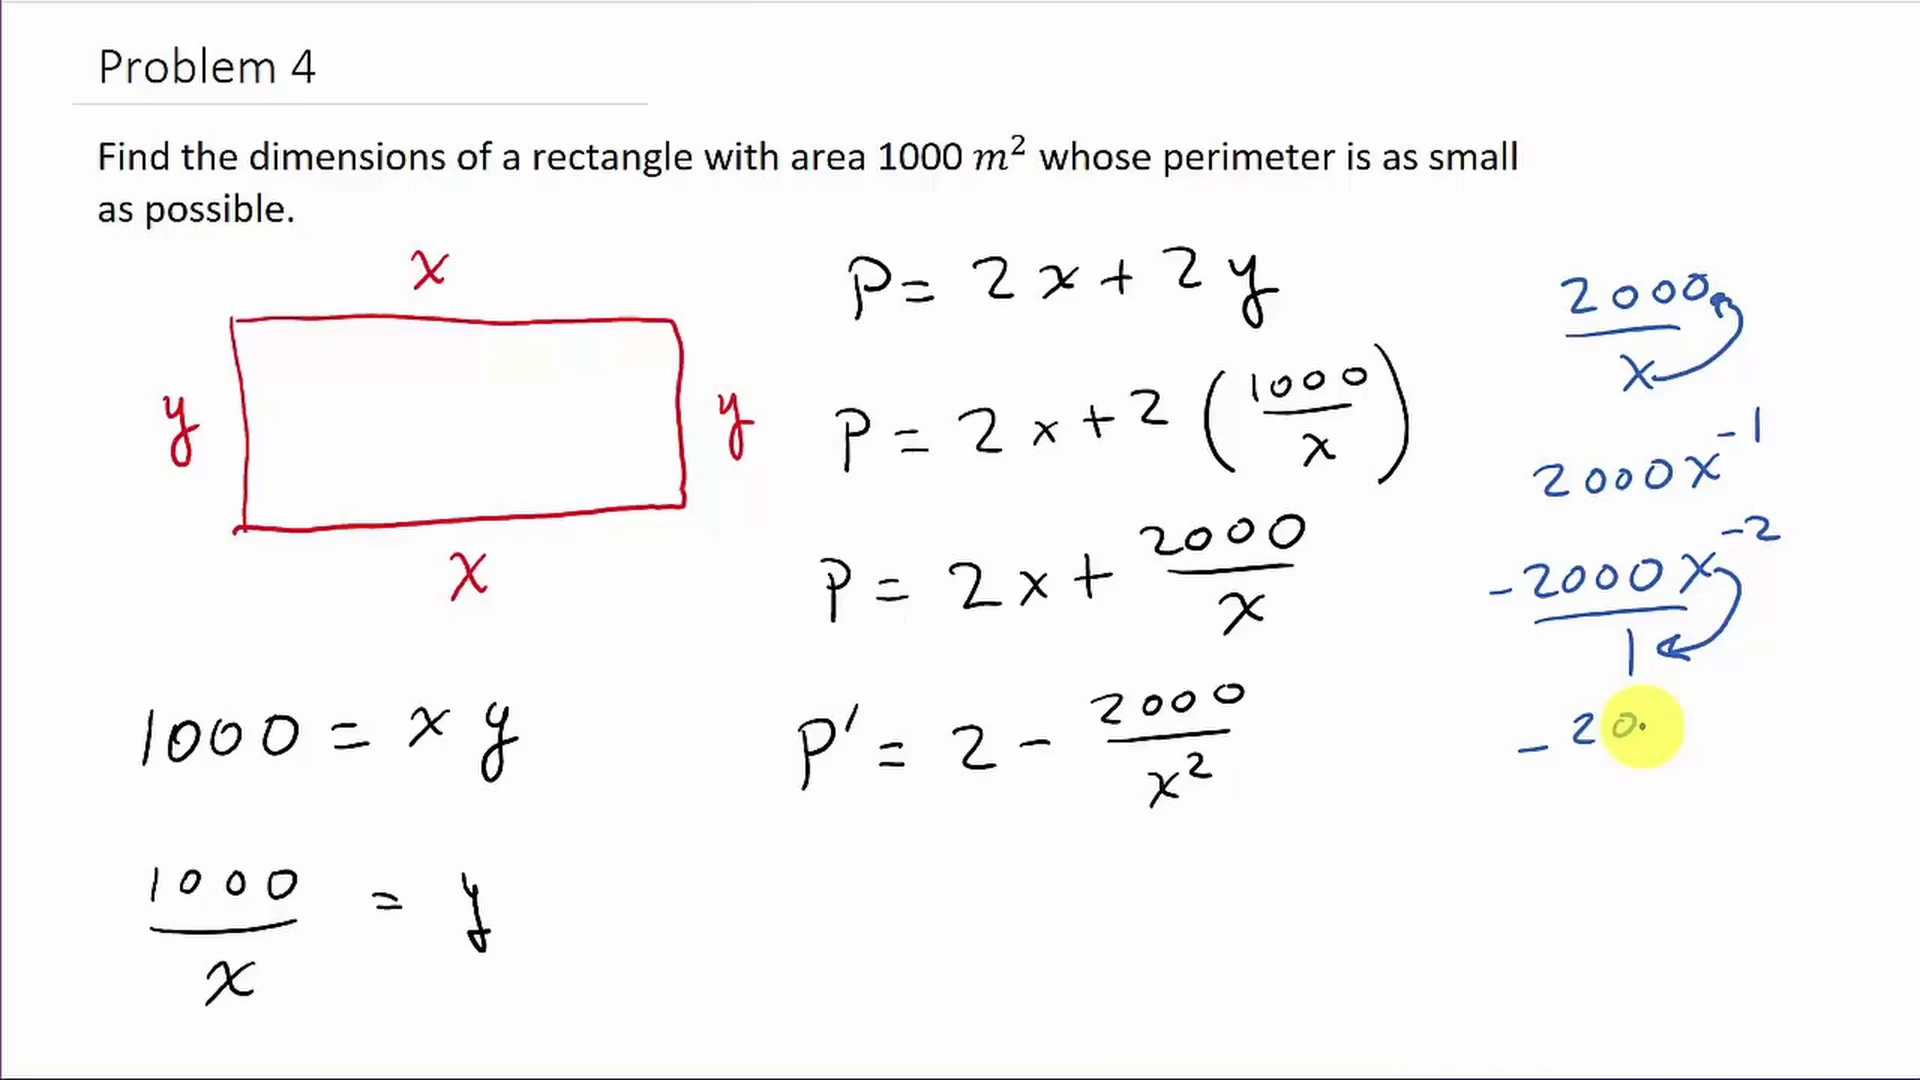 Problem 4
Find the dimensions of a rectangle with area 1000 m² whose perimeter is as small
as possible.
x
y
y
x
1000 = x y
1000/x = y
P = 2x + 2y
P = 2x + 2(1000/x)
P = 2x + 2000/x
P' = 2 - 2000/x²
2000/x
2000x⁻¹
-2000x⁻²/1
- 20